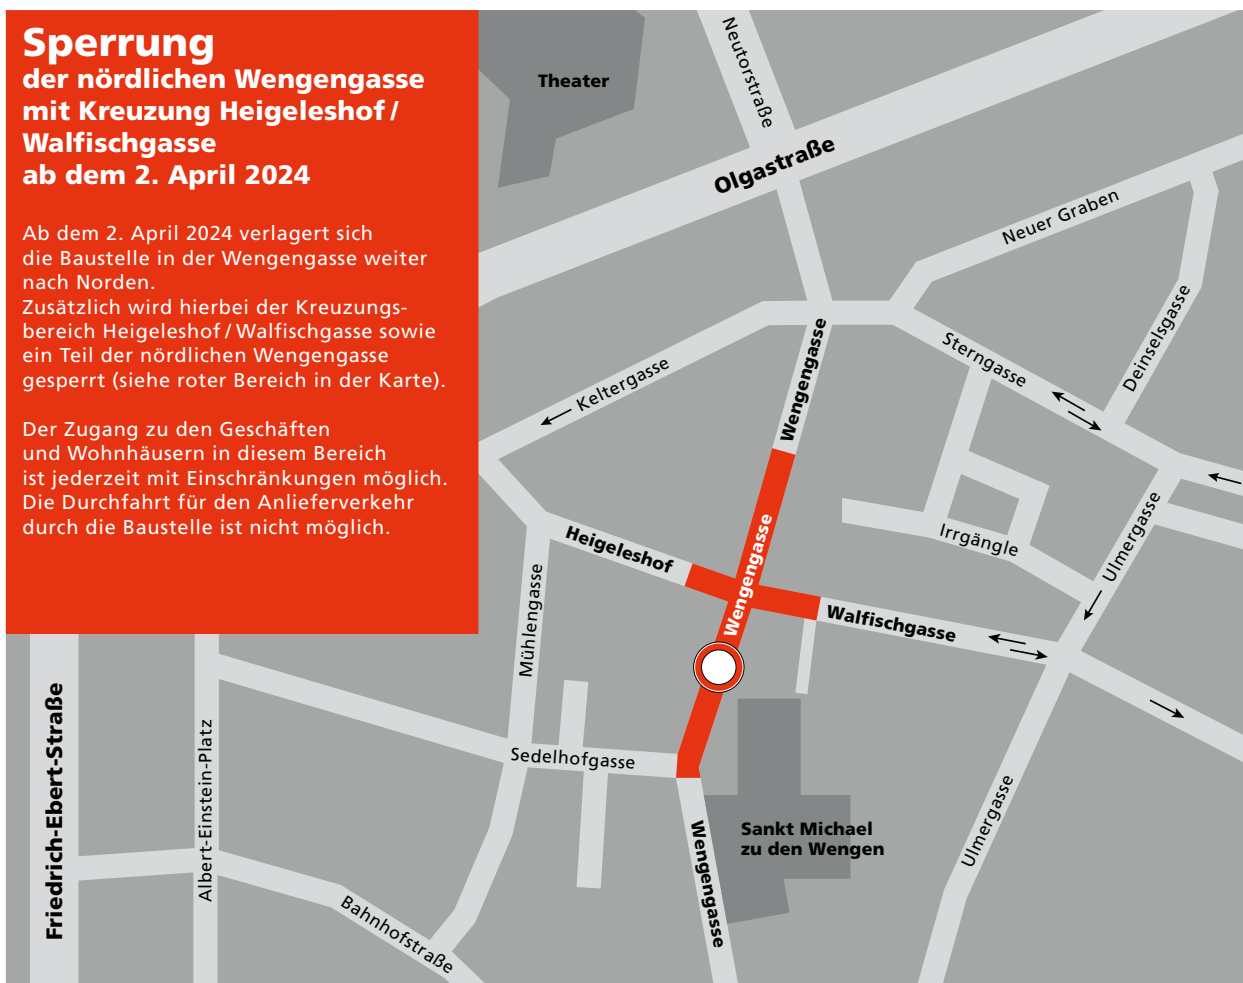 Sperrung
der nördlichen Wengengasse
mit Kreuzung Heigeleshof /
Walfischgasse
ab dem 2. April 2024
Ab dem 2. April 2024 verlagert sich
die Baustelle in der Wengengasse weiter
nach Norden.
Zusätzlich wird hierbei der Kreuzungs-
bereich Heigeleshof / Walfischgasse sowie
ein Teil der nördlichen Wengengasse
gesperrt (siehe roter Bereich in der Karte).
Der Zugang zu den Geschäften
und Wohnhäusern in diesem Bereich
ist jederzeit mit Einschränkungen möglich.
Die Durchfahrt für den Anlieferverkehr
durch die Baustelle ist nicht möglich.
Theater
Neutorstraße
Olgastraße
Neuer Graben
Deinselsgasse
Sterngasse
Wengengasse
Keltergasse
Heigeleshof
Wengengasse
Irrgängle
Ulmergasse
Walfischgasse
Mühlengasse
Sedelhofgasse
Friedrich-Ebert-Straße
Albert-Einstein-Platz
Bahnhofstraße
Wengengasse
Sankt Michael
zu den Wengen
Ulmergasse